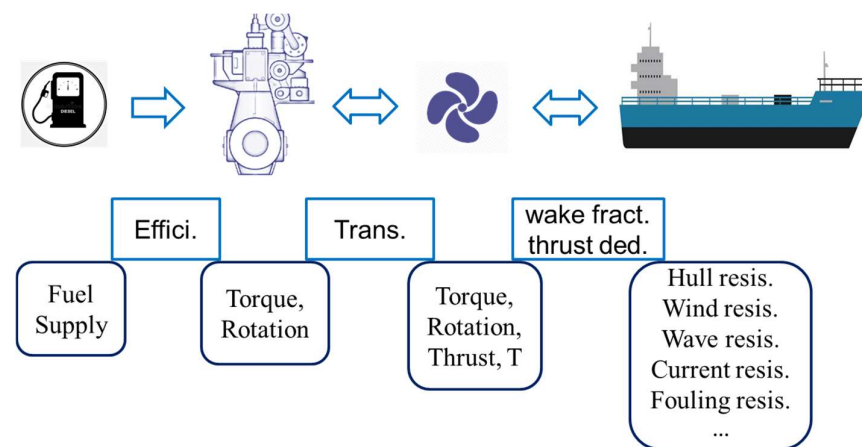 DIESEL
Effici.
Trans.
wake fract.
thrust ded.
Fuel
Supply
Torque,
Rotation
Torque,
Rotation,
Thrust, T
Hull resis.
Wind resis.
Wave resis.
Current resis.
Fouling resis.
...